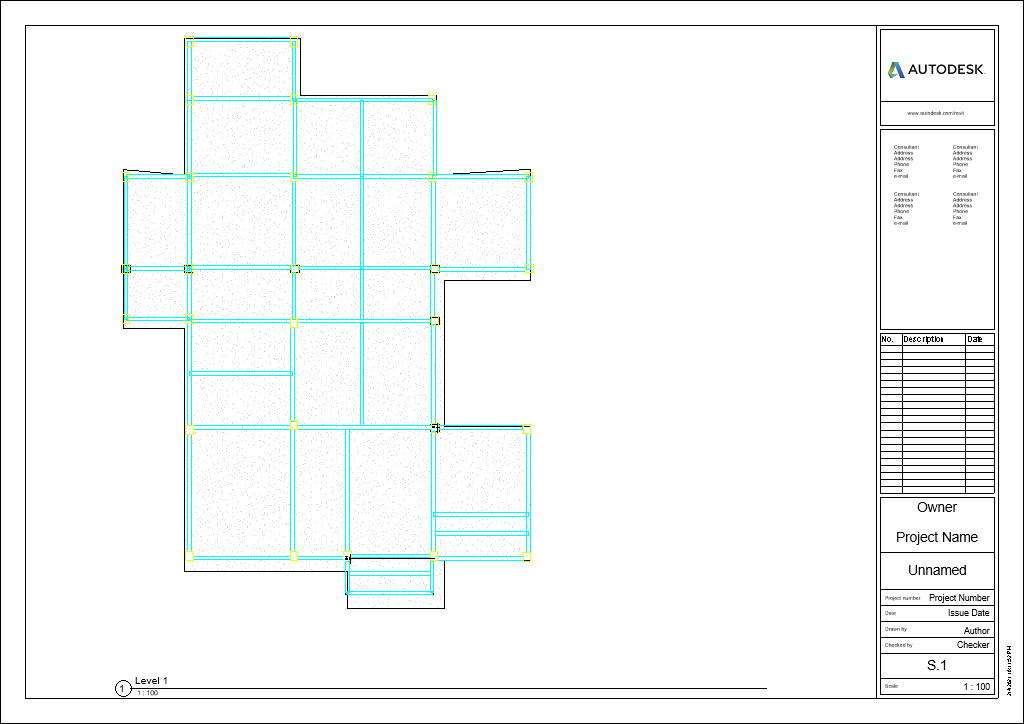 AUTODESK.
www.autodesk.com/revit
Consultant
Address
Address
Phone
Fax
e-mail
Consultant
Address
Address
Phone
Fax
e-mail
Consultant
Address
Address
Phone
Fax
e-mail
Consultant
Address
Address
Phone
Fax
e-mail
No. Description Date
Owner
Project Name
Unnamed
Project number Project Number
Date Issue Date
Drawn by Author
Checked by Checker
S.1
Scale 1 : 100
1 Level 1
1 : 100